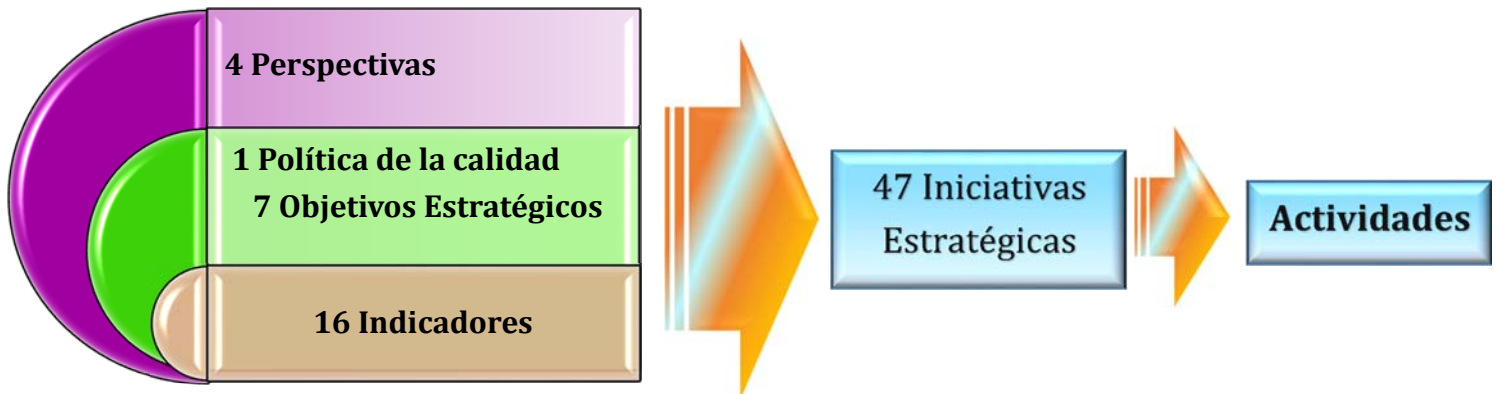 4 Perspectivas
1 Política de la calidad
7 Objetivos Estratégicos
16 Indicadores
47 Iniciativas
Estratégicas
Actividades